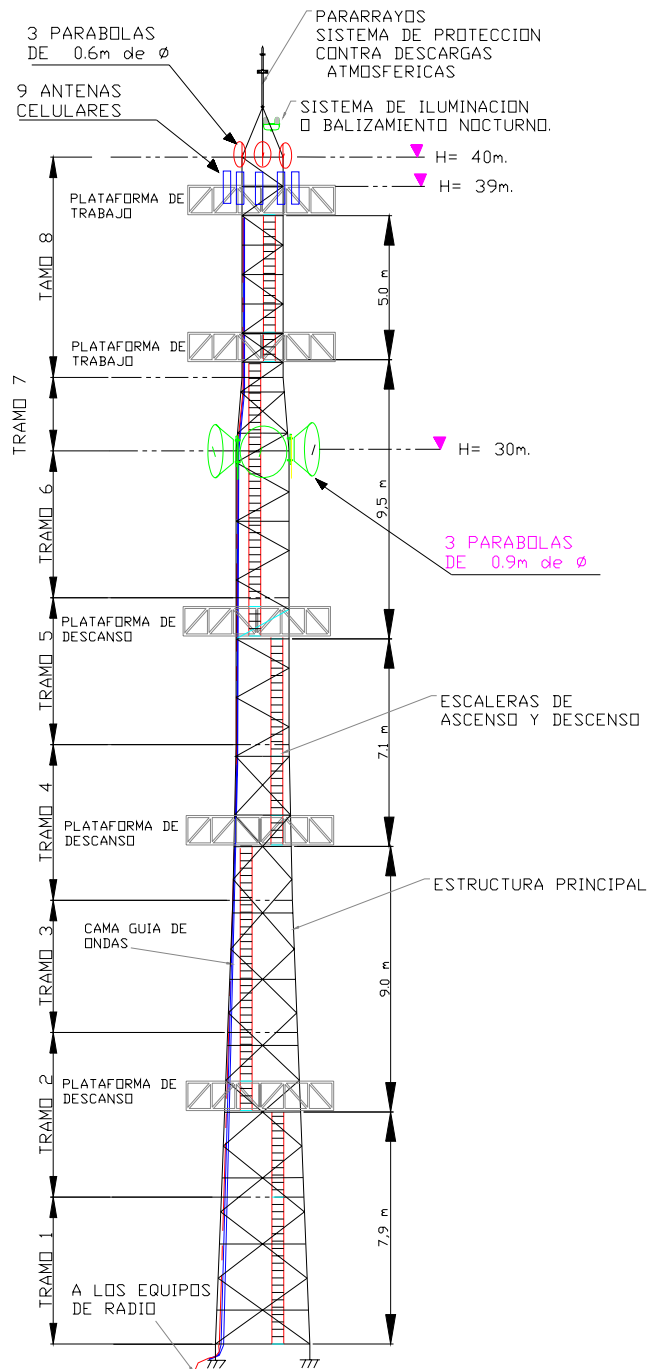 PARARRAYOS
SISTEMA DE PROTECCION
CONTRA DESCARGAS
ATMOSFERICAS
3 PARABOLAS
DE 0.6m de Ø
9 ANTENAS
CELULARES
SISTEMA DE ILUMINACION
O BALIZAMIENTO NOCTURNO.
H= 40m.
H= 39m.
PLATAFORMA DE
TRABAJO
TAMO 8
5.0 m
PLATAFORMA DE
TRABAJO
TRAMO 7
H= 30m.
TRAMO 6
9,5 m
3 PARABOLAS
DE 0.9m de Ø
PLATAFORMA DE
DESCANSO
TRAMO 5
ESCALERAS DE
ASCENSO Y DESCENSO
7.1 m
TRAMO 4
PLATAFORMA DE
DESCANSO
ESTRUCTURA PRINCIPAL
CAMA GUIA DE
ONDAS
TRAMO 3
9.0 m
PLATAFORMA DE
DESCANSO
TRAMO 2
7,9 m
TRAMO 1
A LOS EQUIPOS
DE RADIO